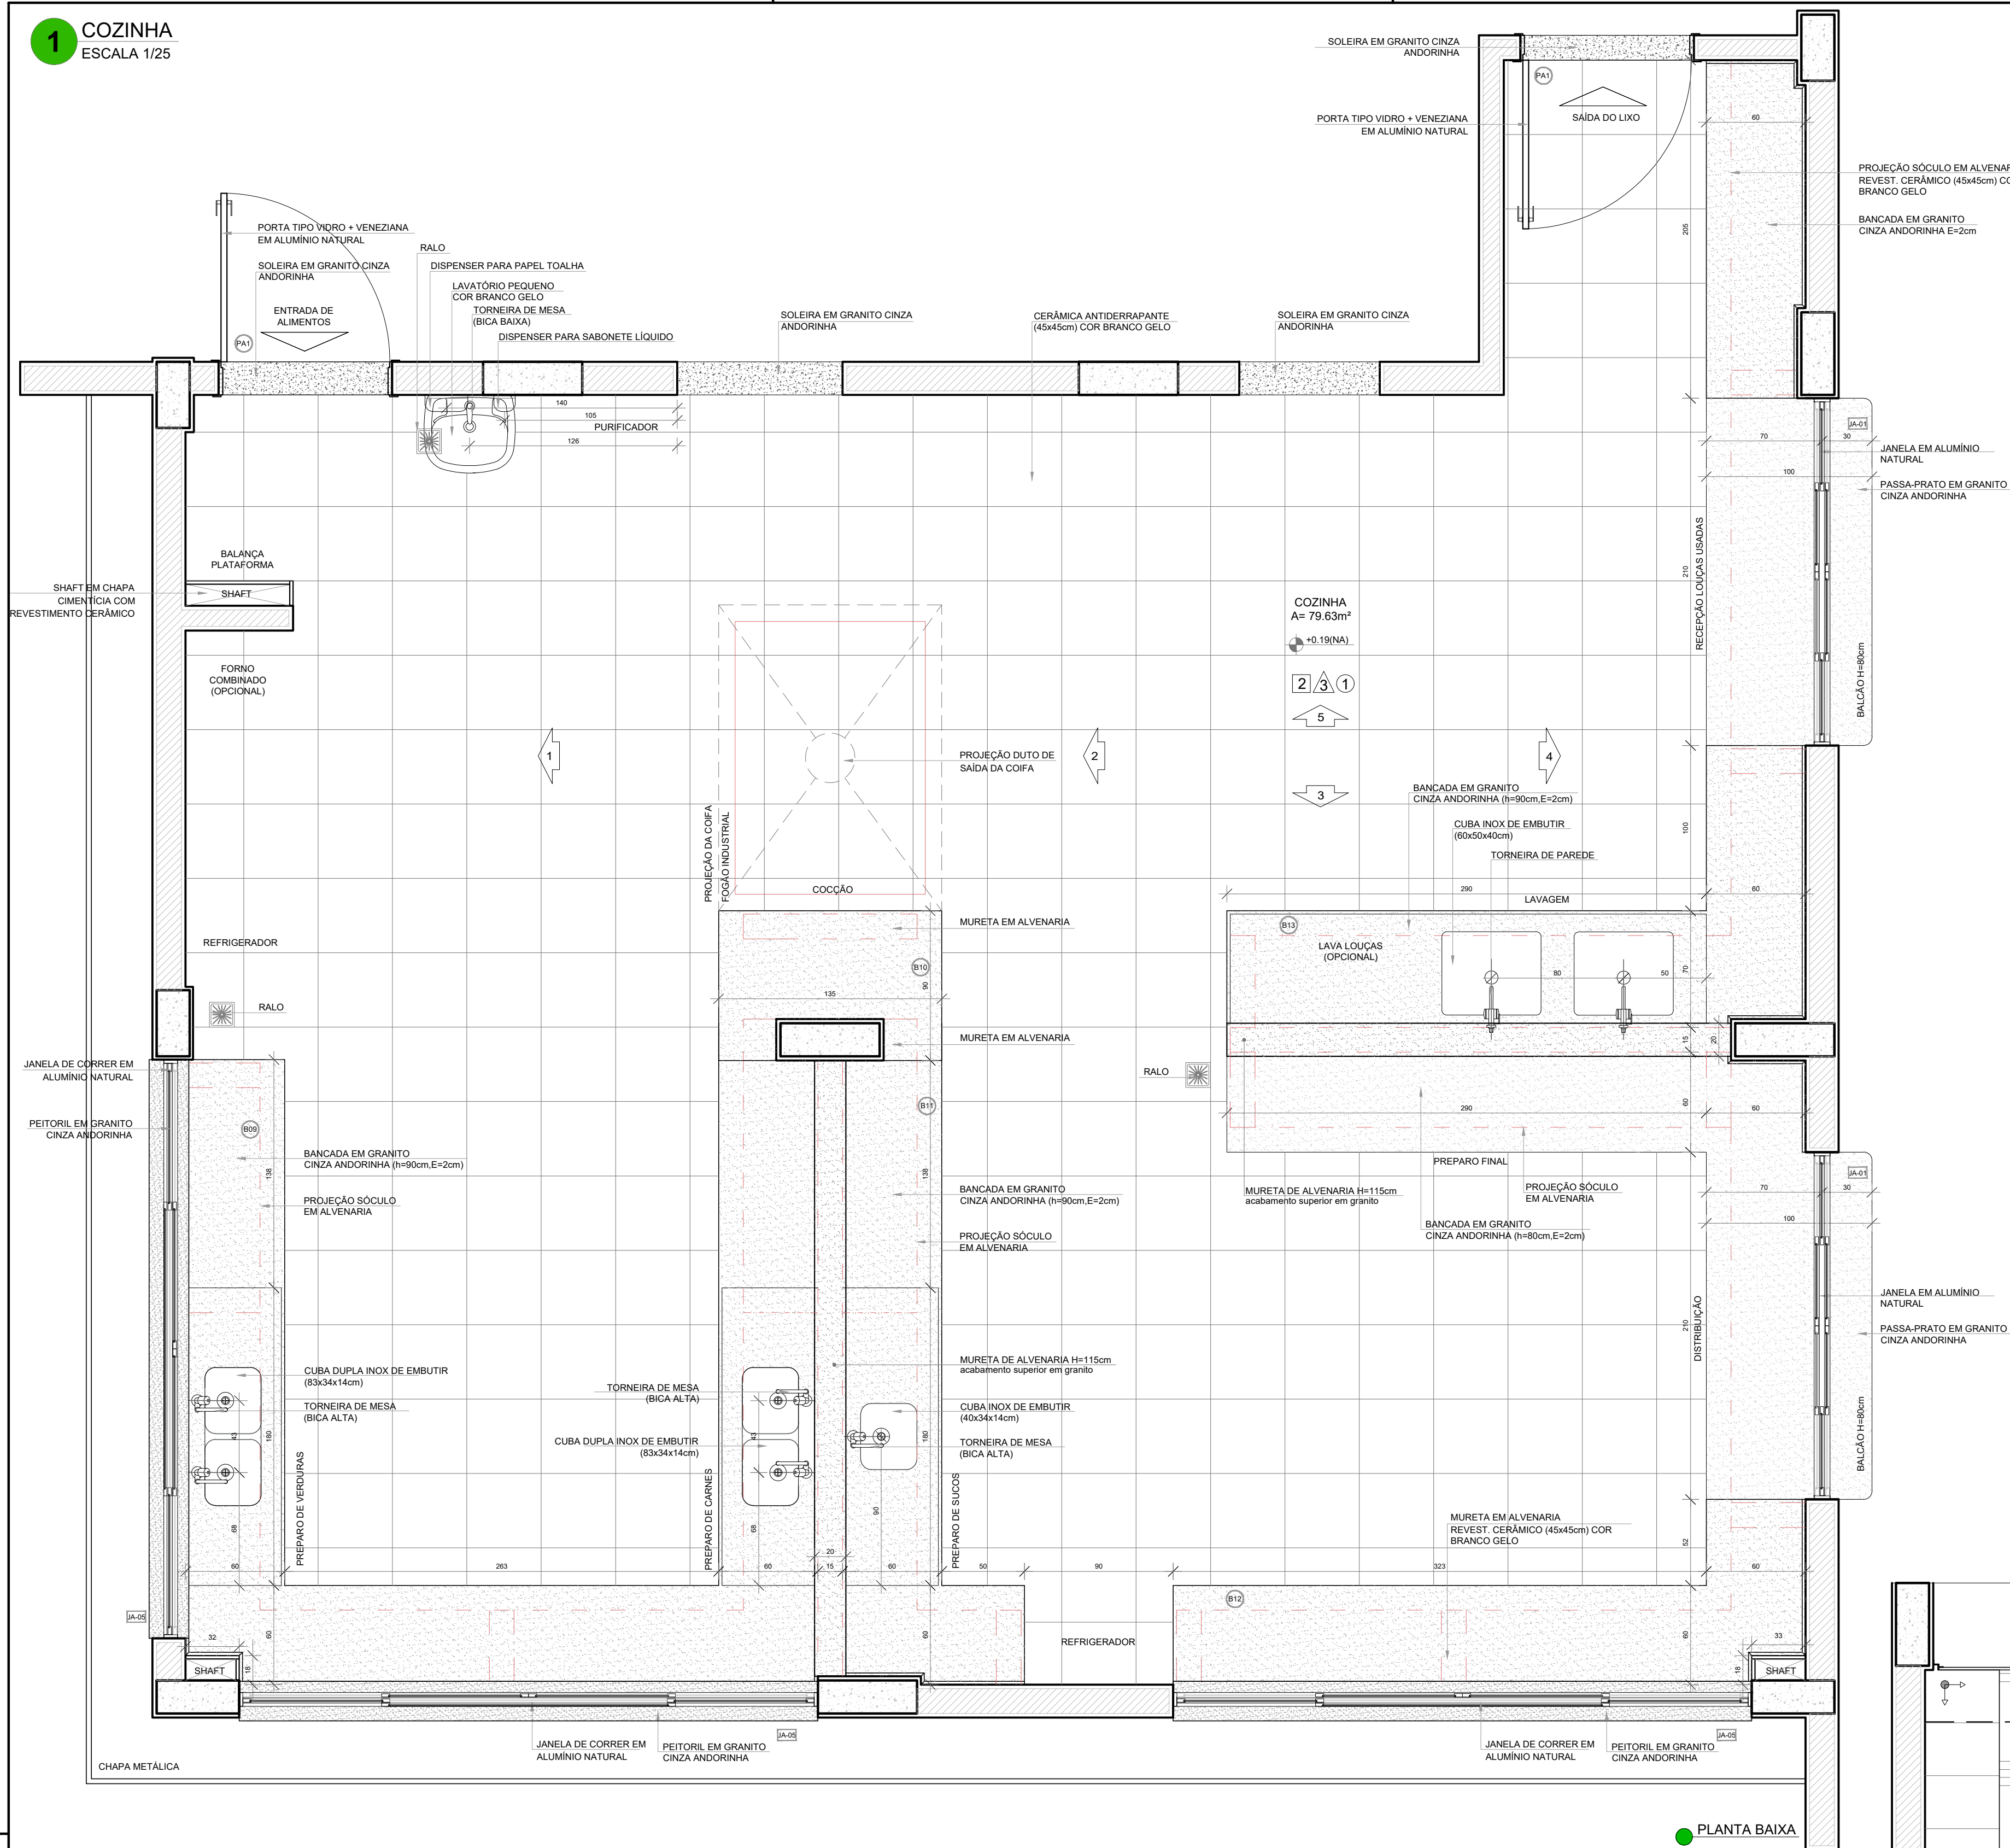 1
COZINHA
ESCALA 1/25
SOLEIRA EM GRANITO CINZA
ANDORINHA
PA1
PORTA TIPO VIDRO + VENEZIANA
EM ALUMÍNIO NATURAL
SAÍDA DO LIXO
60
BRANCO GELO
BANCADA EM GRANITO
CINZA ANDORINHA E=2cm
205
PORTA TIPO VIDRO + VENEZIANA
EM ALUMÍNIO NATURAL
SOLEIRA EM GRANITO CINZA
ANDORINHA
ENTRADA DE
ALIMENTOS
PA1
RALO
DISPENSER PARA PAPEL TOALHA
LAVATÓRIO PEQUENO
COR BRANCO GELO
TORNEIRA DE MESA
(BICA BAIXA)
DISPENSER PARA SABONETE LÍQUIDO
SOLEIRA EM GRANITO CINZA
ANDORINHA
CERÂMICA ANTIDERRAPANTE
(45x45cm) COR BRANCO GELO
SOLEIRA EM GRANITO CINZA
ANDORINHA
140
105
PURIFICADOR
126
JA-01
70
30
100
JANELA EM ALUMÍNIO
NATURAL
PASSA-PRATO EM GRANITO
CINZA ANDORINHA
RECEPÇÃO LOUÇAS USADAS
210
BALCÃO H=80cm
BALANÇA
PLATAFORMA
SHAFT EM CHAPA
CIMENTÍCIA COM
REVESTIMENTO CERÂMICO
SHAFT
FORNO
COMBINADO
(OPCIONAL)
COZINHA
A= 79.63m²
+0.19(NA)
2
3
1
5
1
2
4
3
PROJEÇÃO DUTO DE
SAÍDA DA COIFA
PROJEÇÃO DA COIFA
FOGÃO INDUSTRIAL
COCÇÃO
BANCADA EM GRANITO
CINZA ANDORINHA (h=90cm,E=2cm)
CUBA INOX DE EMBUTIR
(60x50x40cm)
TORNEIRA DE PAREDE
100
290
60
LAVAGEM
MURETA EM ALVENARIA
B13
LAVA LOUÇAS
(OPCIONAL)
80
50
70
REFRIGERADOR
B10
90
135
RALO
MURETA EM ALVENARIA
15
20
RALO
JANELA DE CORRER EM
ALUMÍNIO NATURAL
PEITORIL EM GRANITO
CINZA ANDORINHA
B09
B11
290
60
60
BANCADA EM GRANITO
CINZA ANDORINHA (h=90cm,E=2cm)
138
PROJEÇÃO SÓCULO
EM ALVENARIA
138
BANCADA EM GRANITO
CINZA ANDORINHA (h=90cm,E=2cm)
PROJEÇÃO SÓCULO
EM ALVENARIA
PREPARO FINAL
MURETA DE ALVENARIA H=115cm
acabamento superior em granito
PROJEÇÃO SÓCULO
EM ALVENARIA
BANCADA EM GRANITO
CINZA ANDORINHA (h=80cm,E=2cm)
JA-01
70
30
100
JANELA EM ALUMÍNIO
NATURAL
PASSA-PRATO EM GRANITO
CINZA ANDORINHA
DISTRIBUIÇÃO
210
BALCÃO H=80cm
CUBA DUPLA INOX DE EMBUTIR
(83x34x14cm)
TORNEIRA DE MESA
(BICA ALTA)
43
180
68
PREPARO DE VERDURAS
TORNEIRA DE MESA
(BICA ALTA)
CUBA DUPLA INOX DE EMBUTIR
(83x34x14cm)
43
68
PREPARO DE CARNES
MURETA DE ALVENARIA H=115cm
acabamento superior em granito
CUBA INOX DE EMBUTIR
(40x34x14cm)
TORNEIRA DE MESA
(BICA ALTA)
180
90
PREPARO DE SUCOS
MURETA EM ALVENARIA
REVEST. CERÂMICO (45x45cm) COR
BRANCO GELO
52
60
263
60
20
15
60
50
90
323
60
B12
JA-05
32
60
18
SHAFT
60
REFRIGERADOR
60
33
18
SHAFT
JA-05
JANELA DE CORRER EM
ALUMÍNIO NATURAL
PEITORIL EM GRANITO
CINZA ANDORINHA
JA-05
JANELA DE CORRER EM
ALUMÍNIO NATURAL
PEITORIL EM GRANITO
CINZA ANDORINHA
CHAPA METÁLICA
PLANTA BAIXA